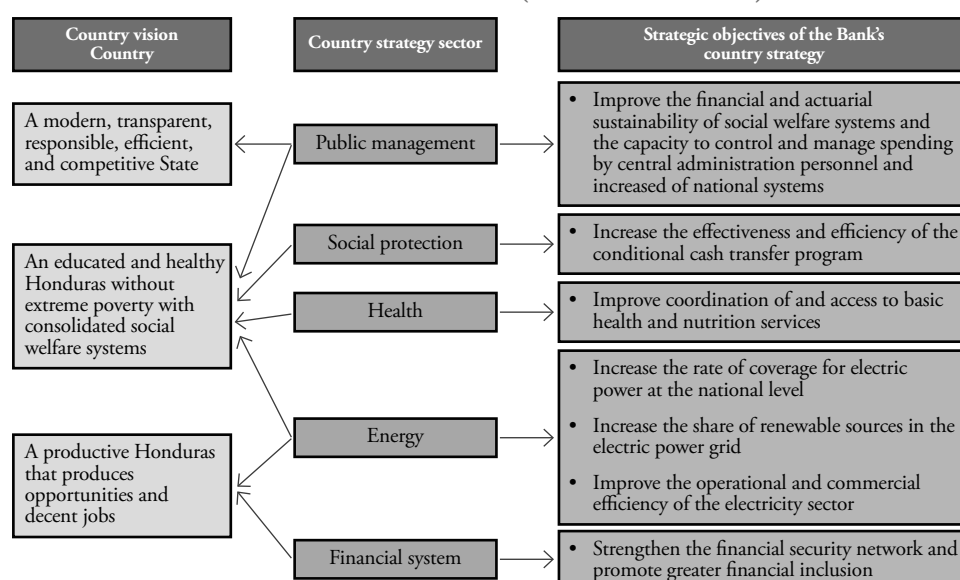 Country vision
Country
Country strategy sector
Strategic objectives of the Bank's
country strategy
A modern, transparent,
responsible, efficient,
and competitive State
Public management
• Improve the financial and actuarial
sustainability of social welfare systems and
the capacity to control and manage spending
by central administration personnel and
increased of national systems
An educated and healthy
Honduras without
extreme poverty with
consolidated social
welfare systems
Social protection
• Increase the effectiveness and efficiency of the
conditional cash transfer program
Health
• Improve coordination of and access to basic
health and nutrition services
A productive Honduras
that produces
opportunities and
decent jobs
Energy
• Increase the rate of coverage for electric
power at the national level
• Increase the share of renewable sources in the
electric power grid
• Improve the operational and commercial
efficiency of the electricity sector
Financial system
• Strengthen the financial security network and
promote greater financial inclusion